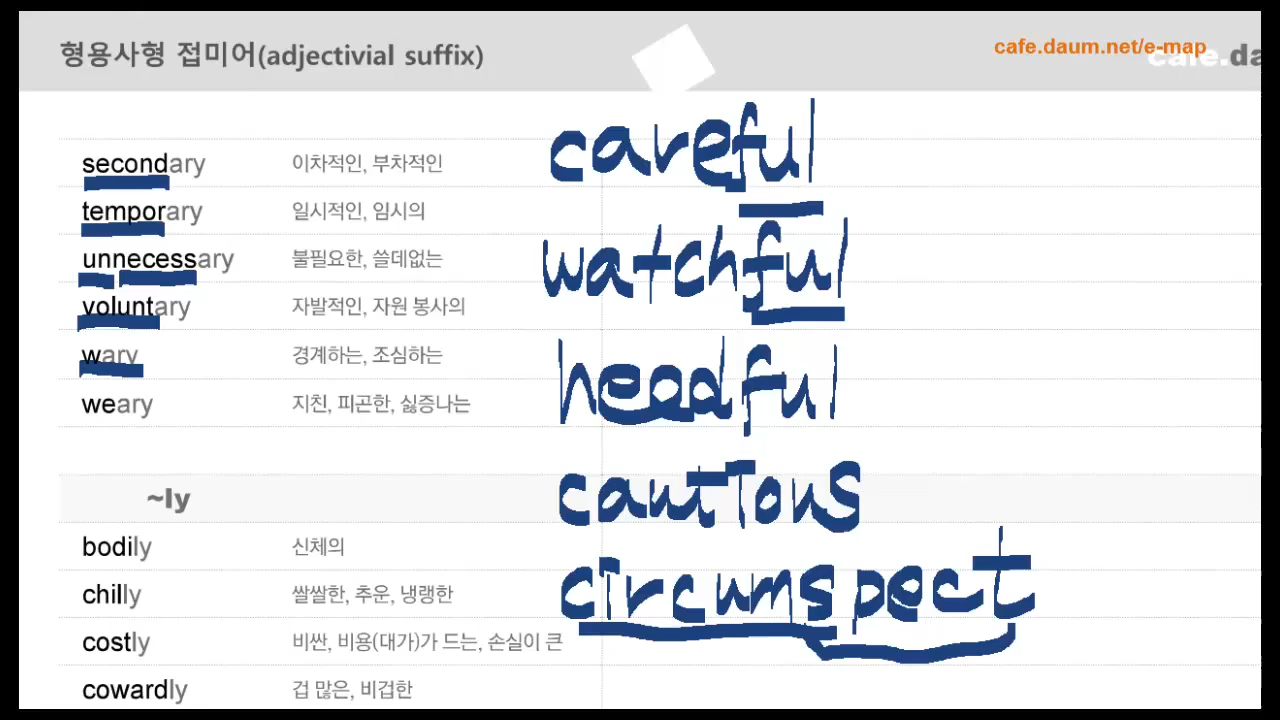 형용사형 접미어(adjectivial suffix)
cafe.daum.net/e-map
cafe.da
secondary 이차적인, 부차적인
temporary 일시적인, 임시의
unnecessary 불필요한, 쓸데없는
voluntary 자발적인, 자원 봉사의
wary 경계하는, 조심하는
weary 지친, 피곤한, 싫증나는
careful
watchful
heedful
cautious
circumspect
~ly
bodily 신체의
chilly 쌀쌀한, 추운, 냉랭한
costly 비싼, 비용(대가)가 드는, 손실이 큰
cowardly 겁 많은, 비겁한